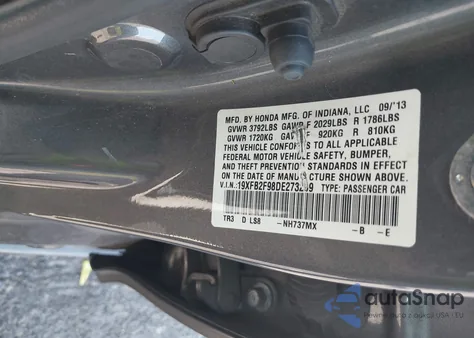 MFD. BY HONDA MFG. OF INDIANA, LLC 09/13
GVWR 3792LBS GAWR F 2029LBS R 1786LBS
GVWR 1720KG GAWR F 920KG R 810KG
THIS VEHICLE CONFORMS TO ALL APPLICABLE
FEDERAL MOTOR VEHICLE SAFETY, BUMPER,
AND THEFT PREVENTION STANDARDS IN EFFECT
ON THE DATE OF MANUFACTURE SHOWN ABOVE.
V.I.N.: TYPE: PASSENGER CAR
TR3 D LS8 -NH737MX -B -E
autoSnap